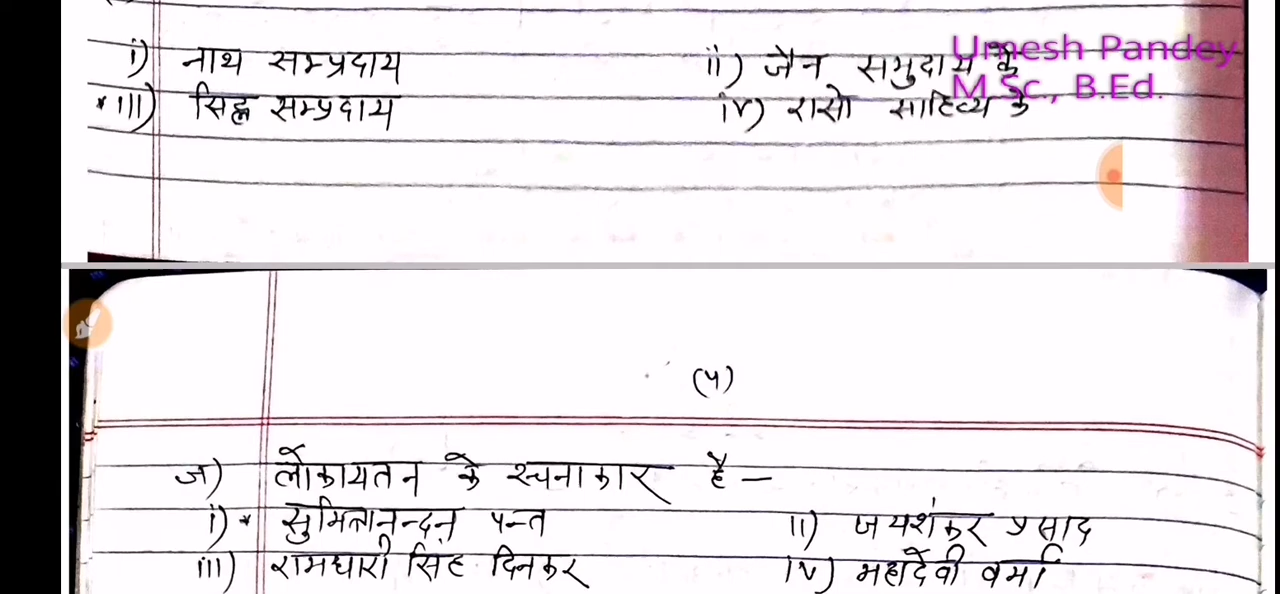 i) नाथ सम्प्रदाय ii) जैन समुदाय के
Umesh Pandey
*iii) सिद्ध सम्प्रदाय iv) रासो साहित्य के
M.Sc., B.Ed.
(५)
ज) लोकायतन के रचनाकार है —
i) * सुमित्रानन्दन पन्त ii) जयशंकर प्रसाद
iii) रामधारी सिंह दिनकर iv) महादेवी वर्मा